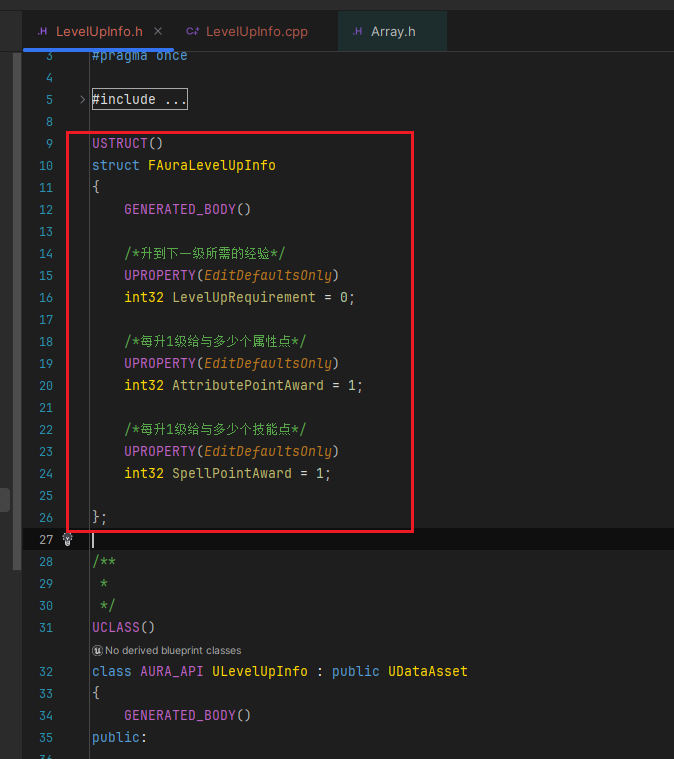 .H LevelUpInfo.h × C++ LevelUpInfo.cpp .H Array.h
3 #pragma once
4
5 #include ...
8
9 USTRUCT()
10 struct FAuraLevelUpInfo
11 {
12 GENERATED_BODY()
13
14 /*升到下一级所需的经验*/
15 UPROPERTY(EditDefaultsOnly)
16 int32 LevelUpRequirement = 0;
17
18 /*每升1级给与多少个属性点*/
19 UPROPERTY(EditDefaultsOnly)
20 int32 AttributePointAward = 1;
21
22 /*每升1级给与多少个技能点*/
23 UPROPERTY(EditDefaultsOnly)
24 int32 SpellPointAward = 1;
25
26 };
27
28 /**
29 *
30 */
31 UCLASS()
No derived blueprint classes
32 class AURA_API ULevelUpInfo : public UDataAsset
33 {
34 GENERATED_BODY()
35 public:
36